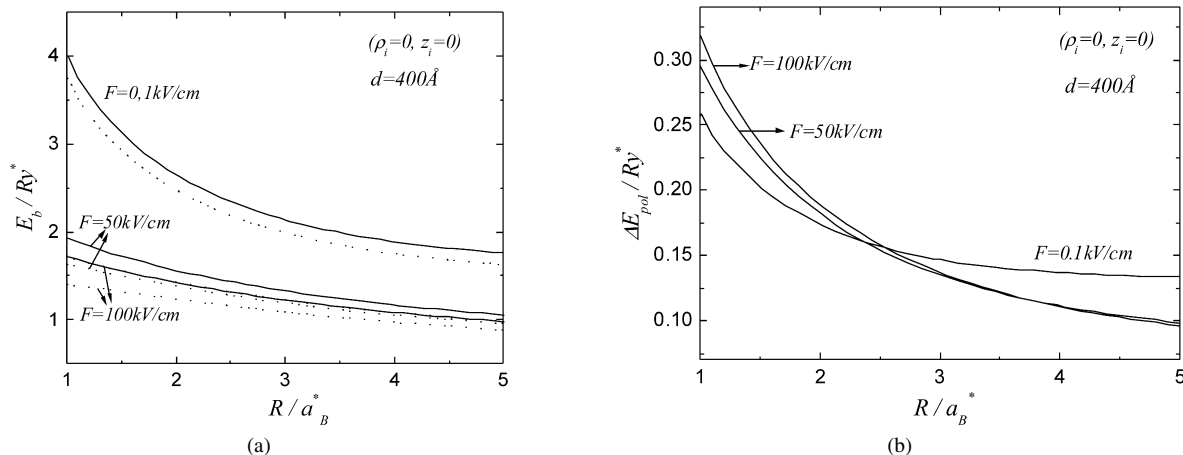 (ρi=0, zi=0)
d=400Å
F=0,1kV/cm
F=50kV/cm
F=100kV/cm
Eb / Ry*
4
3
2
1
1 2 3 4 5
R / a*B
(a)
(ρi=0, zi=0)
d=400Å
F=100kV/cm
F=50kV/cm
F=0.1kV/cm
ΔEpol / Ry*
0.30
0.25
0.20
0.15
0.10
1 2 3 4 5
R / aB*
(b)